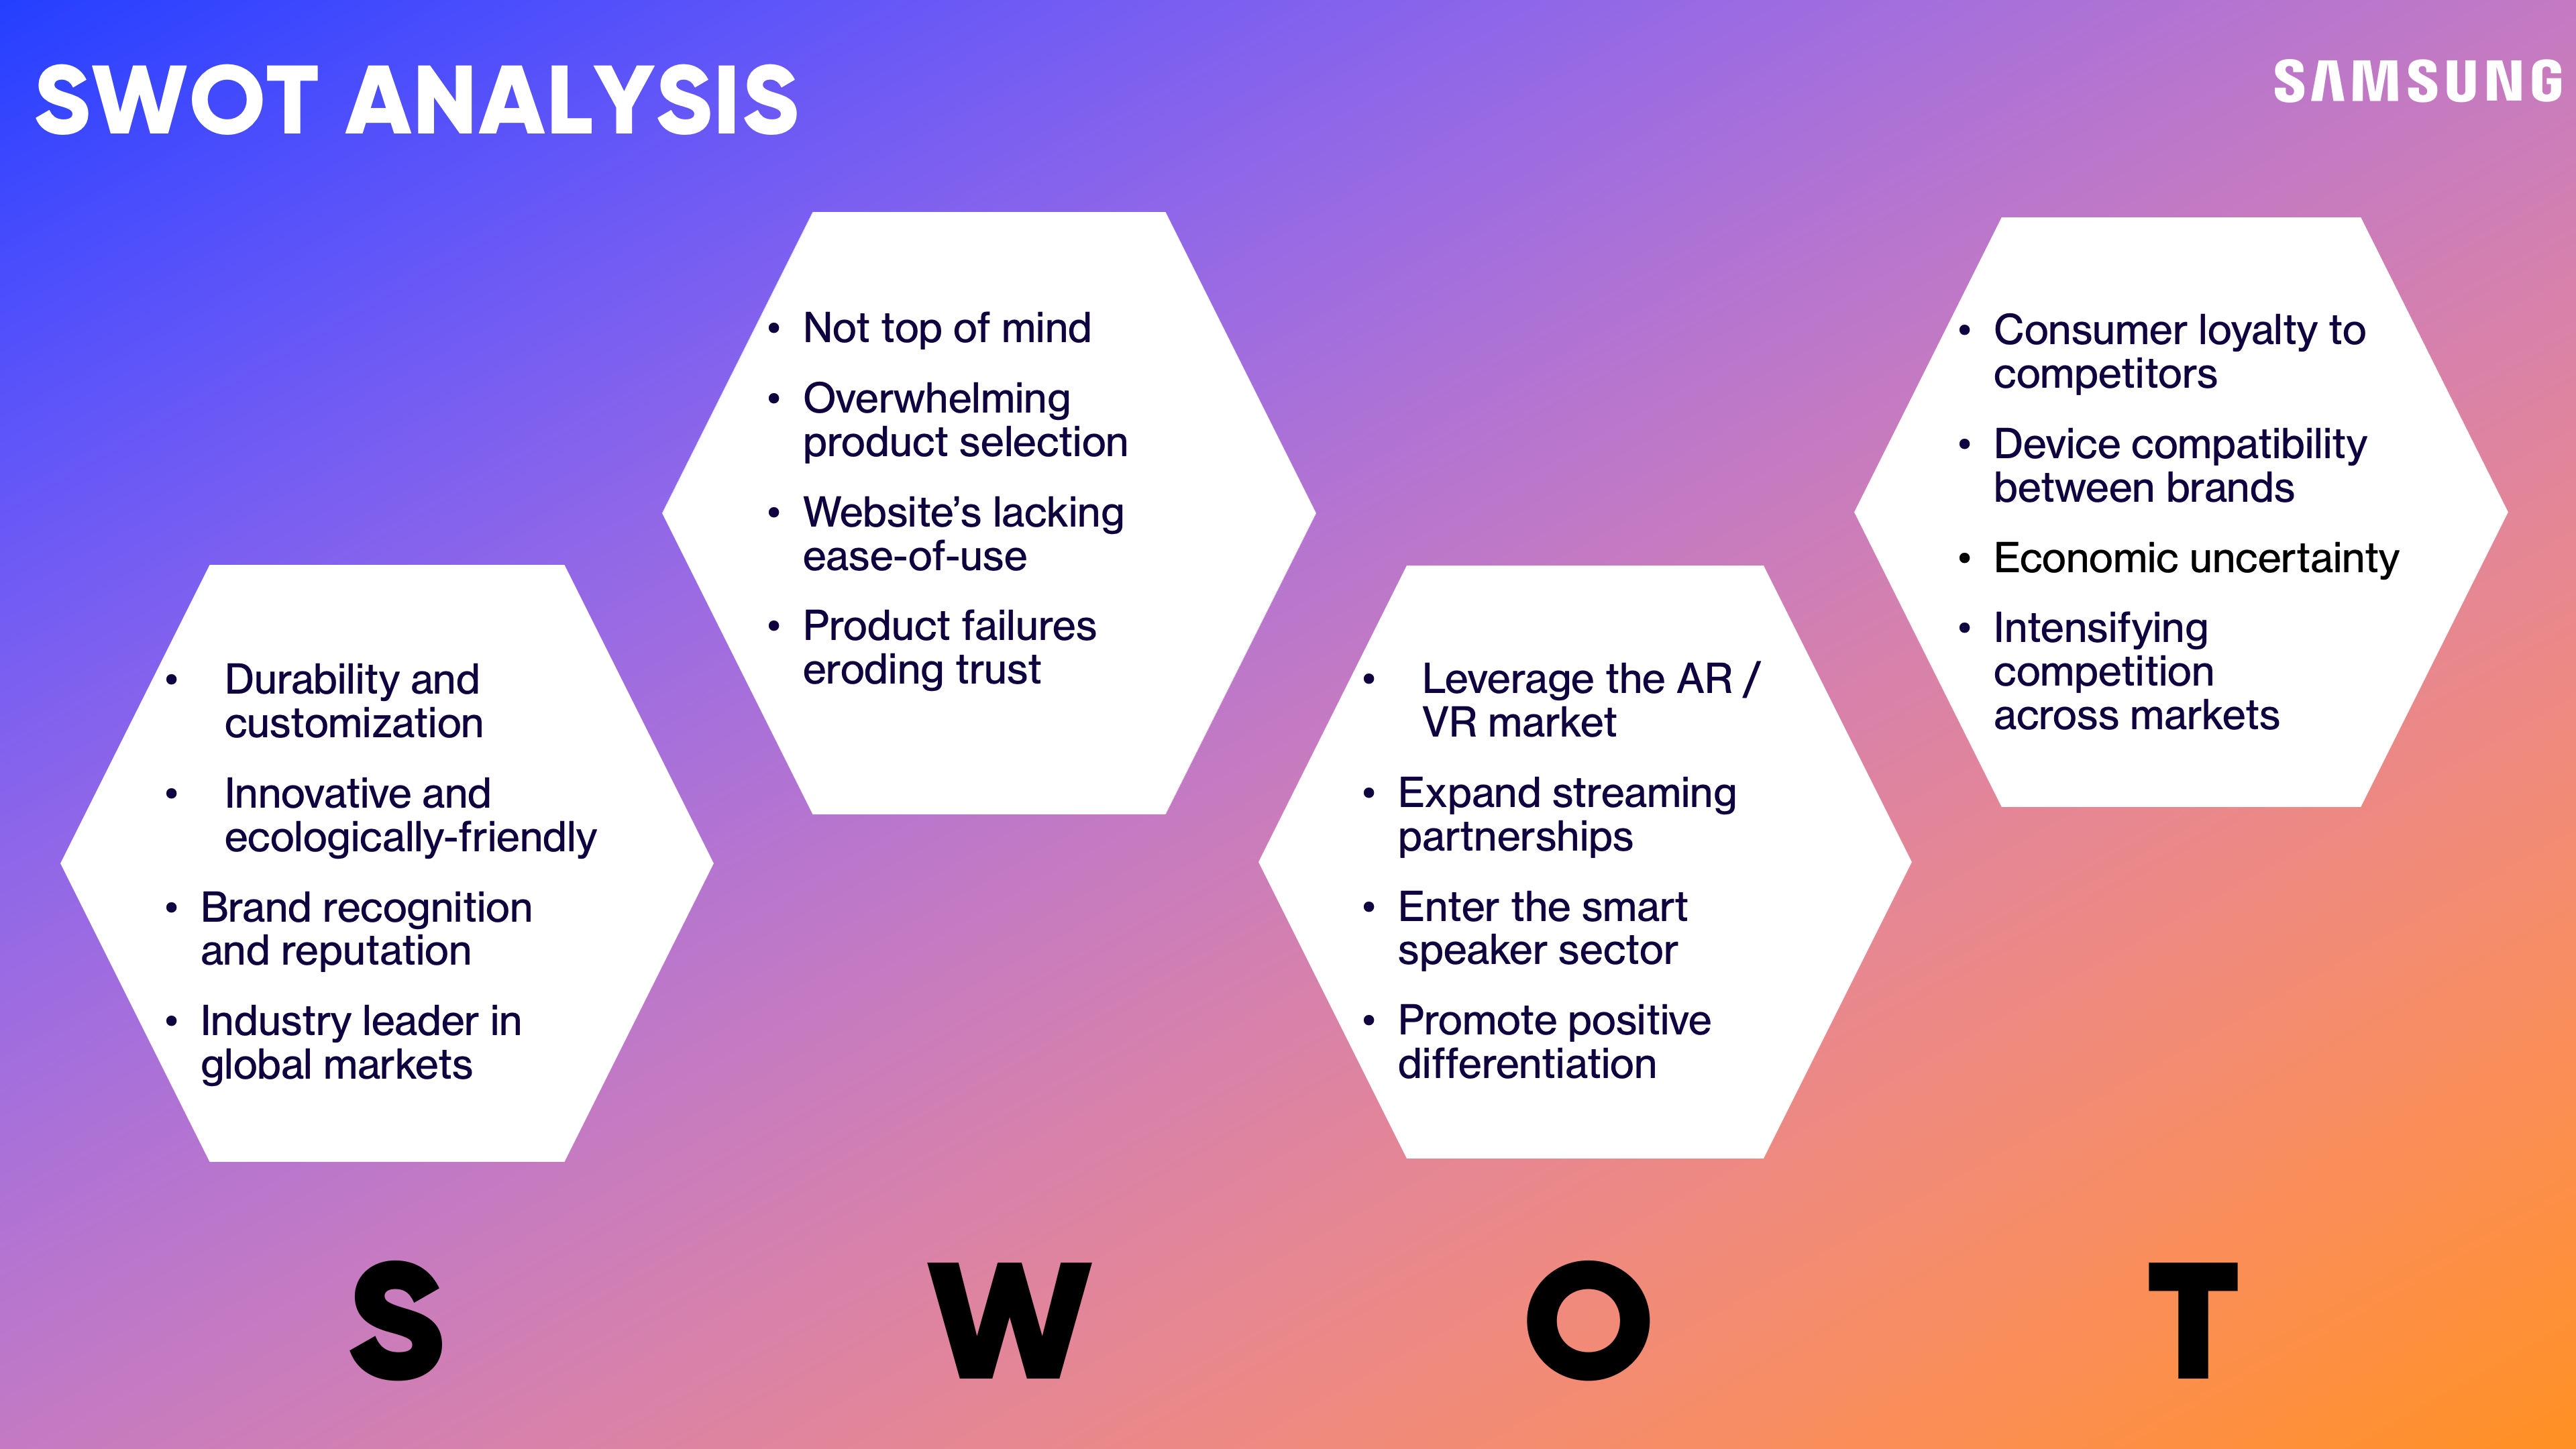 SWOT ANALYSIS
SAMSUNG
• Durability and
customization
• Innovative and
ecologically-friendly
• Brand recognition
and reputation
• Industry leader in
global markets
• Not top of mind
• Overwhelming
product selection
• Website’s lacking
ease-of-use
• Product failures
eroding trust
• Leverage the AR /
VR market
• Expand streaming
partnerships
• Enter the smart
speaker sector
• Promote positive
differentiation
• Consumer loyalty to
competitors
• Device compatibility
between brands
• Economic uncertainty
• Intensifying
competition
across markets
S
W
O
T